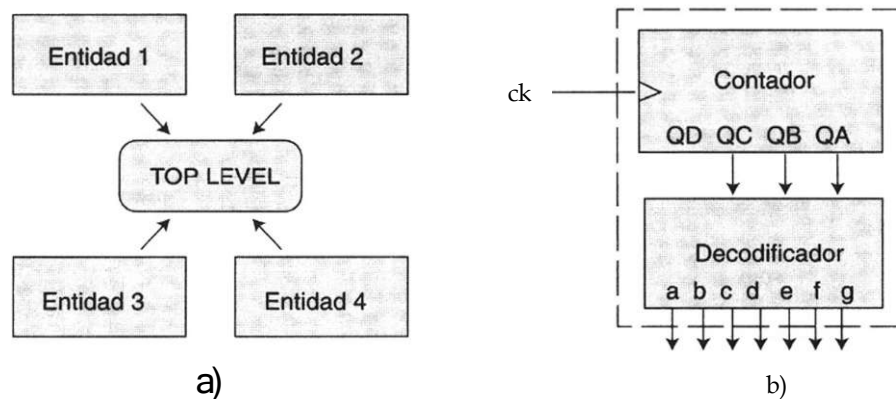 Entidad 1
Entidad 2
TOP LEVEL
Entidad 3
Entidad 4
a)
ck
Contador
QD QC QB QA
Decodificador
a b c d e f g
b)